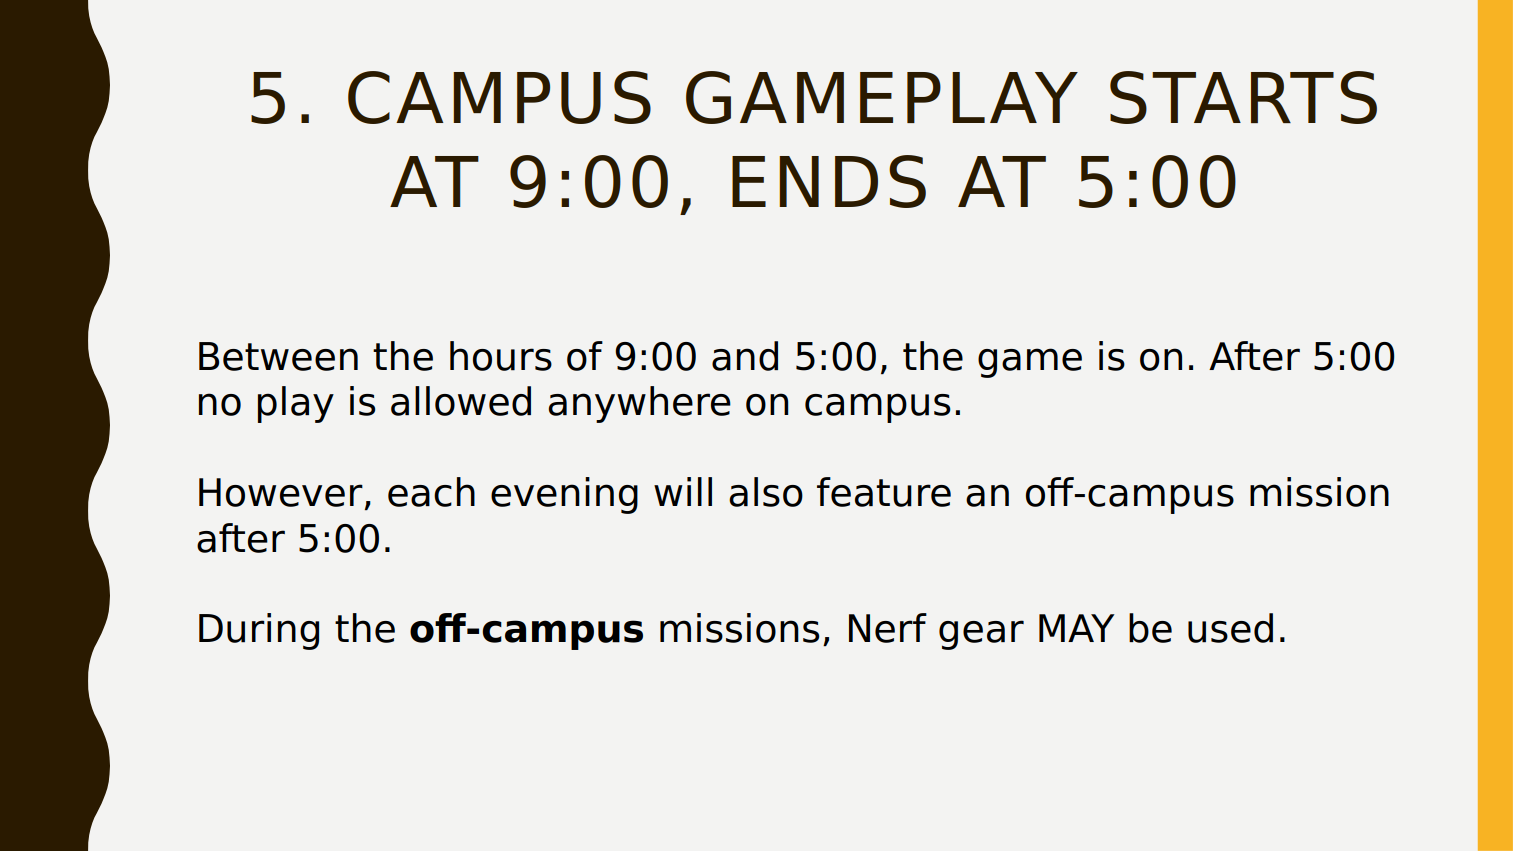 5. CAMPUS GAMEPLAY STARTS
AT 9:00, ENDS AT 5:00
Between the hours of 9:00 and 5:00, the game is on. After 5:00
no play is allowed anywhere on campus.
However, each evening will also feature an off-campus mission
after 5:00.
During the off-campus missions, Nerf gear MAY be used.